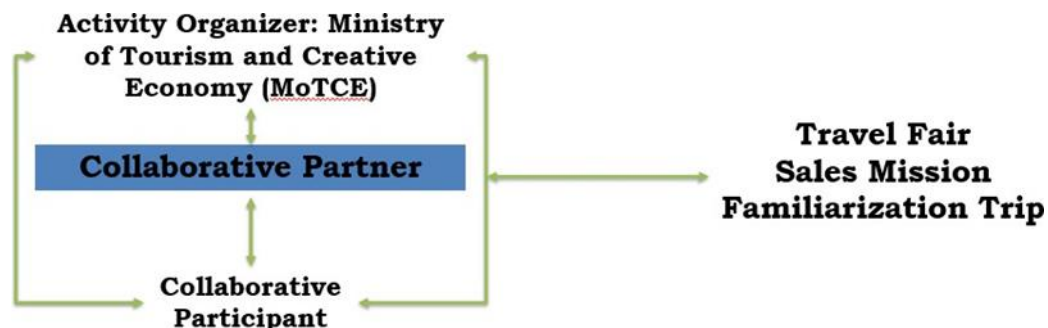 Activity Organizer: Ministry
of Tourism and Creative
Economy (MoTCE)
Collaborative Partner
Collaborative
Participant
Travel Fair
Sales Mission
Familiarization Trip